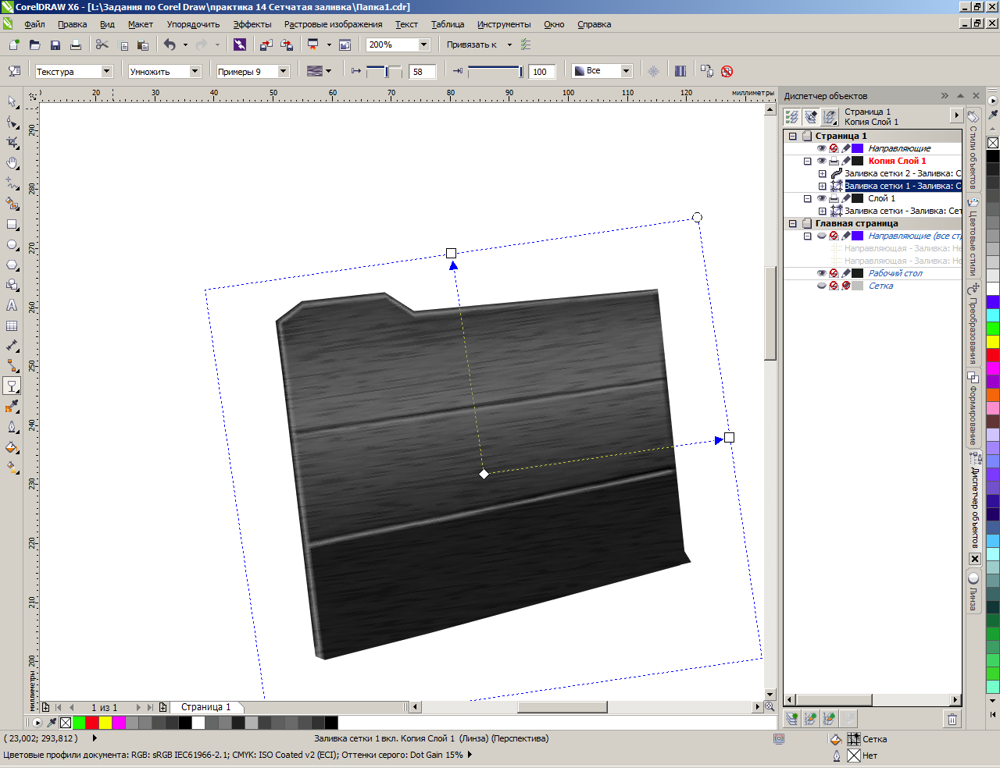 CorelDRAW X6 - [L:\Задания по Corel Draw\практика 14 Сетчатая заливка\Папка1.cdr]
Файл Правка Вид Макет Упорядочить Эффекты Растровые изображения Текст Таблица Инструменты Окно Справка
200% Привязать к
Текстура Умножить Примеры 9 58 100 Все
20 30 40 50 60 70 80 90 100 110 120 миллиметры
290
280
270
260
250
240
230
220
210
200
миллиметры
Диспетчер объектов
Страница 1
Копия Слой 1
Страница 1
Направляющие
Копия Слой 1
Заливка сетки 2 - Заливка: С
Заливка сетки 1 - Заливка: С
Слой 1
Заливка сетки - Заливка: Сет
Главная страница
Направляющие (все стр
Направляющая - Заливка: Не
Направляющая - Заливка: Не
Рабочий стол
Сетка
Стили объектов
Цветовые стили
Преобразования
Формирование
Диспетчер объектов
Линза
1 из 1 Страница 1
( 23,002; 293,812 ) Заливка сетки 1 вкл. Копия Слой 1 (Линза) (Перспектива) Сетка
Цветовые профили документа: RGB: sRGB IEC61966-2.1; CMYK: ISO Coated v2 (ECI); Оттенки серого: Dot Gain 15% Нет